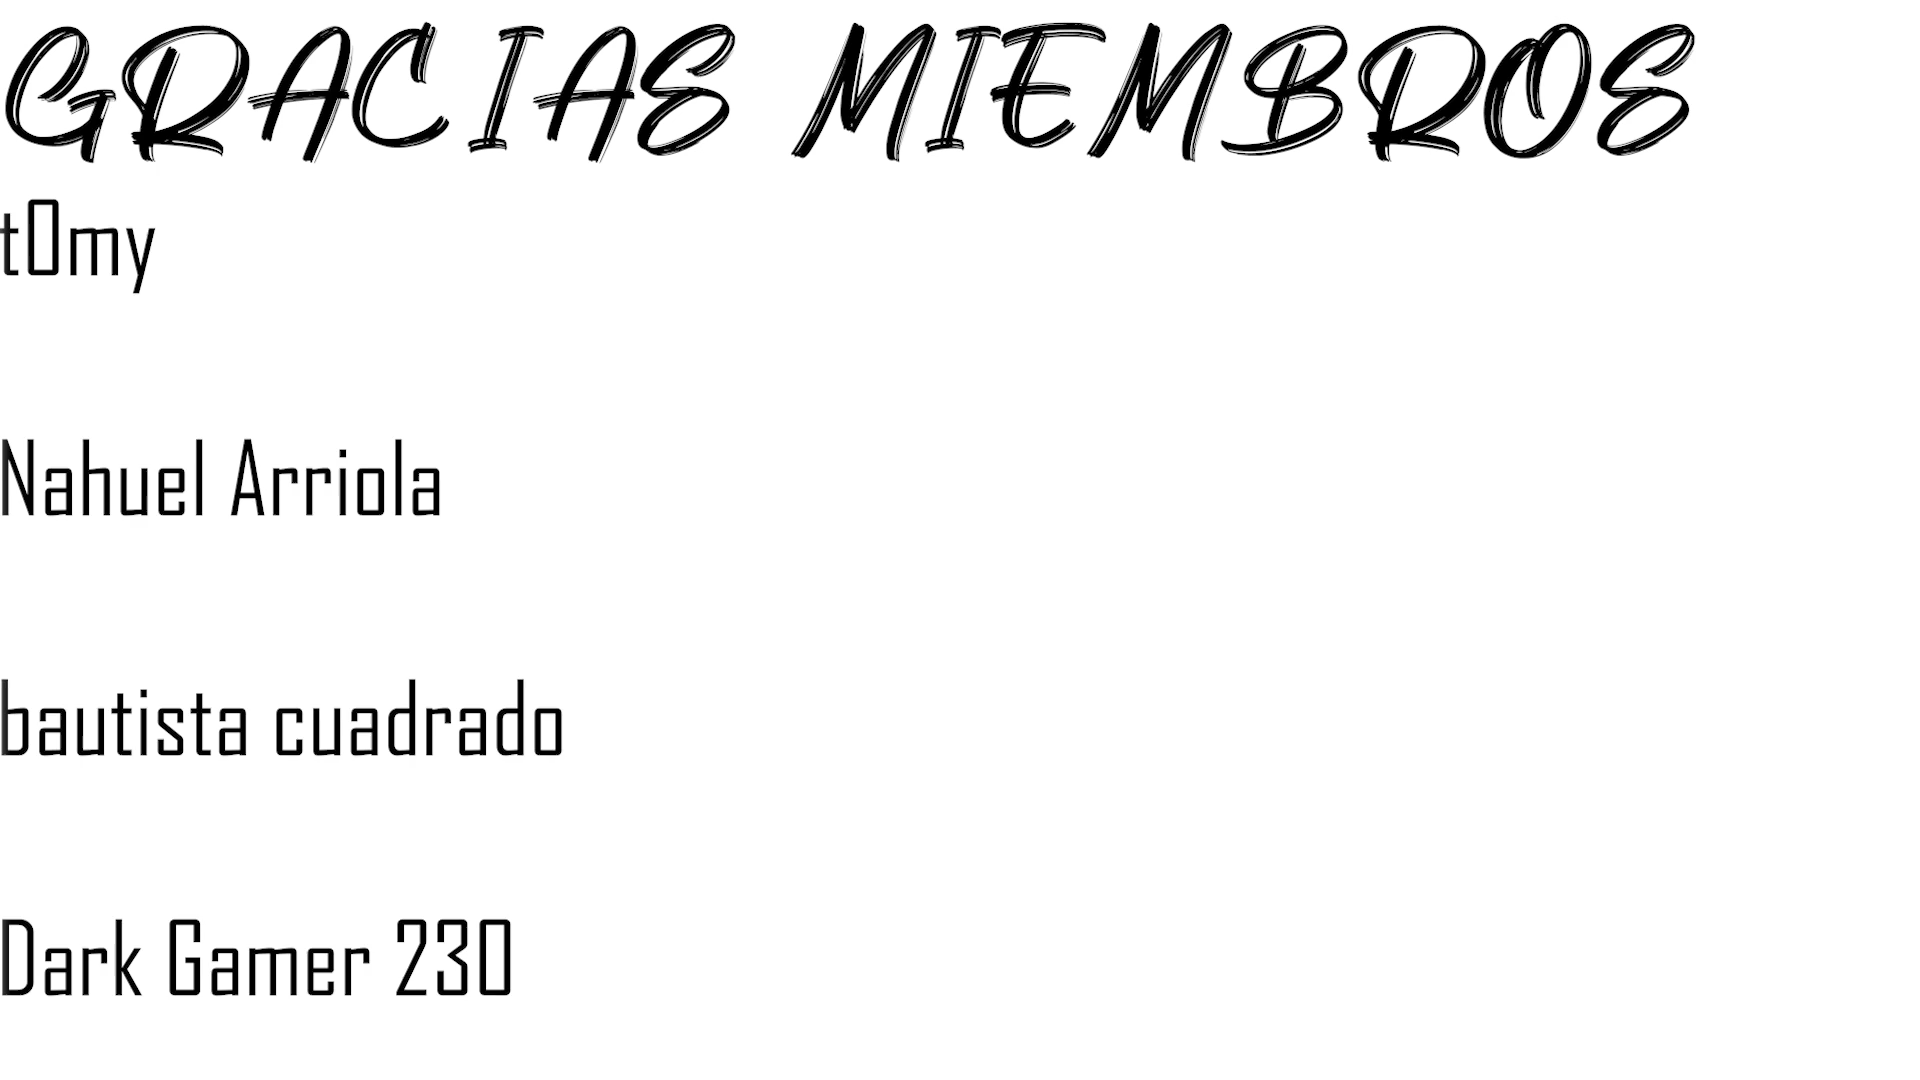 GRACIAS MIEMBROS
t0my
Nahuel Arriola
bautista cuadrado
Dark Gamer 230